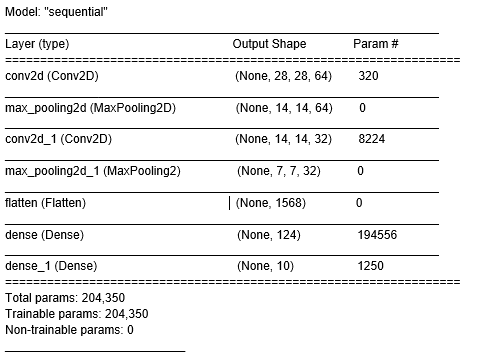 Model: "sequential"
Layer (type) Output Shape Param #
=================================================================
conv2d (Conv2D) (None, 28, 28, 64) 320
max_pooling2d (MaxPooling2D) (None, 14, 14, 64) 0
conv2d_1 (Conv2D) (None, 14, 14, 32) 8224
max_pooling2d_1 (MaxPooling2) (None, 7, 7, 32) 0
flatten (Flatten) (None, 1568) 0
dense (Dense) (None, 124) 194556
dense_1 (Dense) (None, 10) 1250
=================================================================
Total params: 204,350
Trainable params: 204,350
Non-trainable params: 0